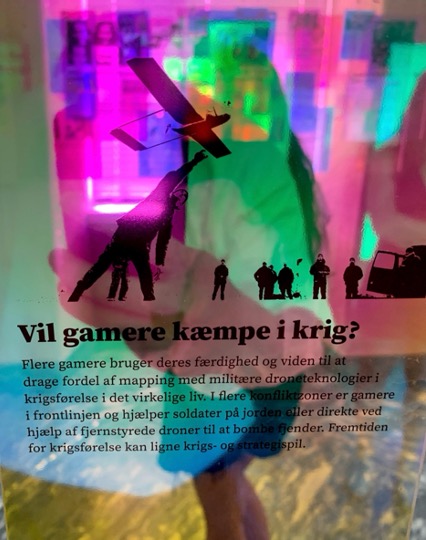 Vil gamere kæmpe i krig?
Flere gamere bruger deres færdighed og viden til at
drage fordel af mapping med militære droneteknologier i
krigsførelse i det virkelige liv. I flere konfliktzoner er gamere
i frontlinjen og hjælper soldater på jorden eller direkte ved
hjælp af fjernstyrede droner til at bombe fjender. Fremtiden
for krigsførelse kan ligne krigs- og strategispil.